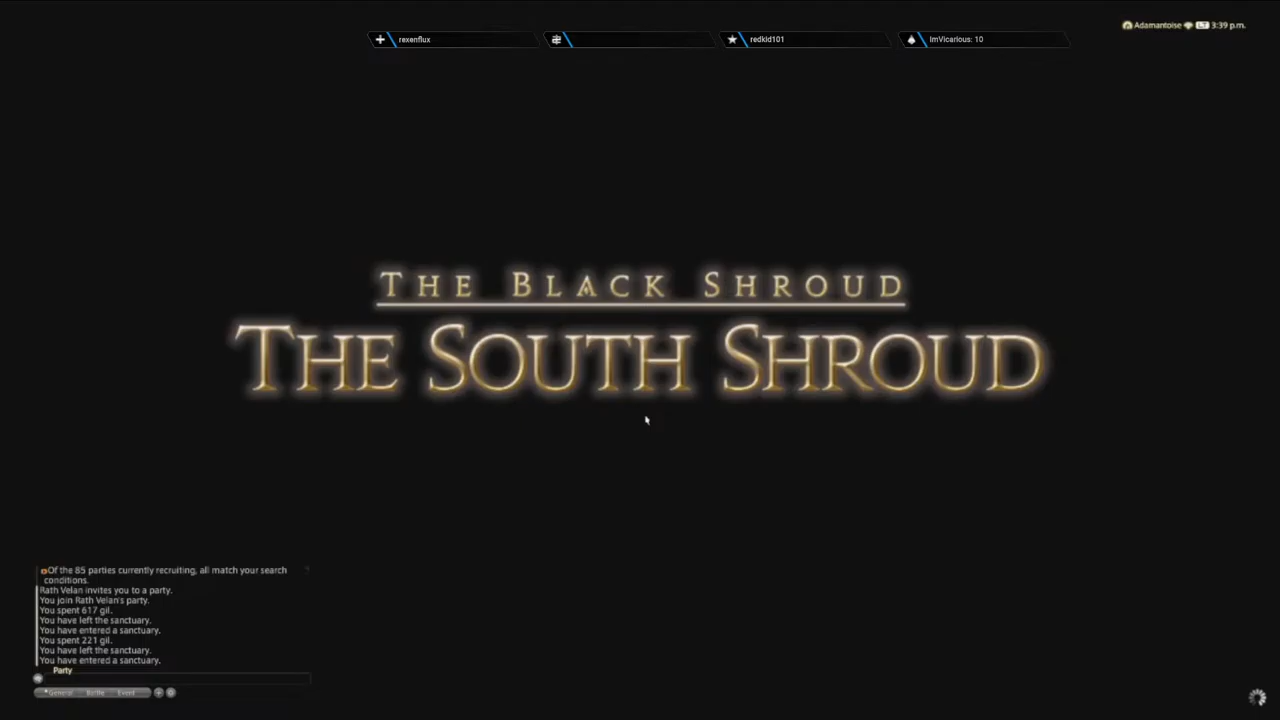 Adamantoise LT 3:39 p.m.
rexenflux
redkid101
ImVicarious: 10
THE BLACK SHROUD
THE SOUTH SHROUD
Of the 85 parties currently recruiting, all match your search
conditions.
Rath Velan invites you to a party.
You join Rath Velan's party.
You spent 617 gil.
You have left the sanctuary.
You have entered a sanctuary.
You spent 221 gil.
You have left the sanctuary.
You have entered a sanctuary.
Party
General Battle Event